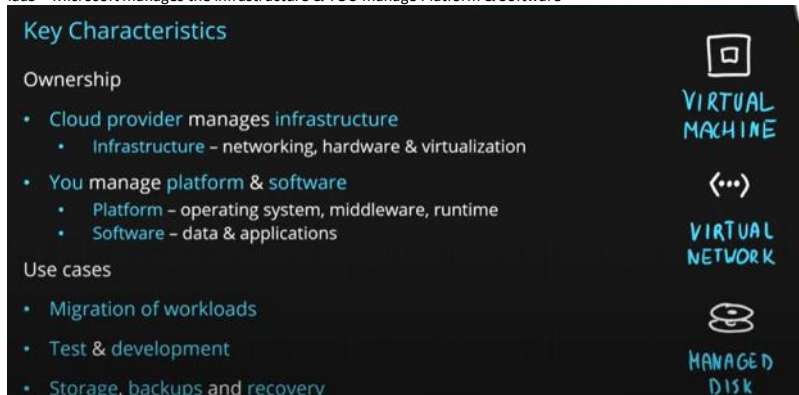 Key Characteristics
Ownership
• Cloud provider manages infrastructure
• Infrastructure – networking, hardware & virtualization
• You manage platform & software
• Platform – operating system, middleware, runtime
• Software – data & applications
Use cases
• Migration of workloads
• Test & development
• Storage, backups and recovery
VIRTUAL
MACHINE
VIRTUAL
NETWORK
MANAGED
DISK